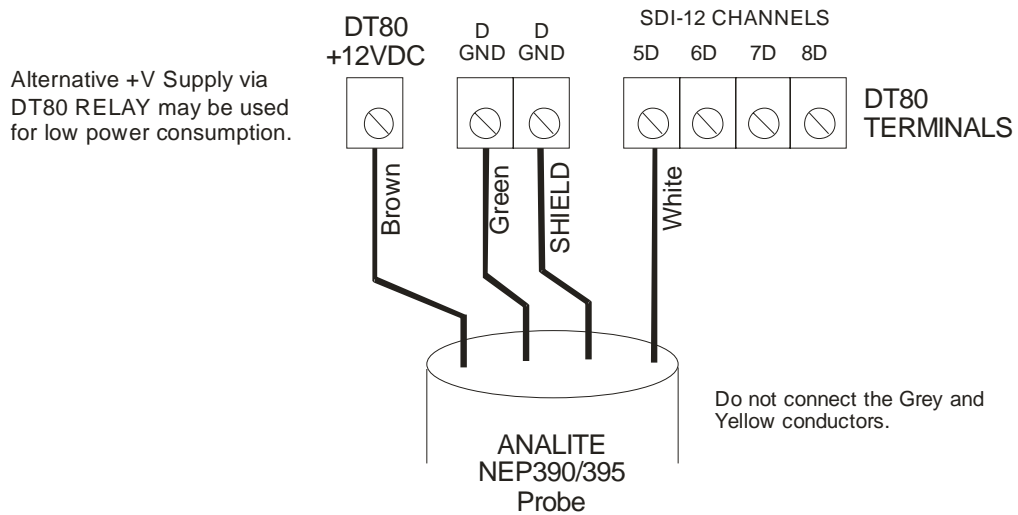 Alternative +V Supply via
DT80 RELAY may be used
for low power consumption.
DT80
+12VDC
D
GND
D
GND
SDI-12 CHANNELS
5D 6D 7D 8D
DT80
TERMINALS
Brown
Green
SHIELD
White
Do not connect the Grey and
Yellow conductors.
ANALITE
NEP390/395
Probe